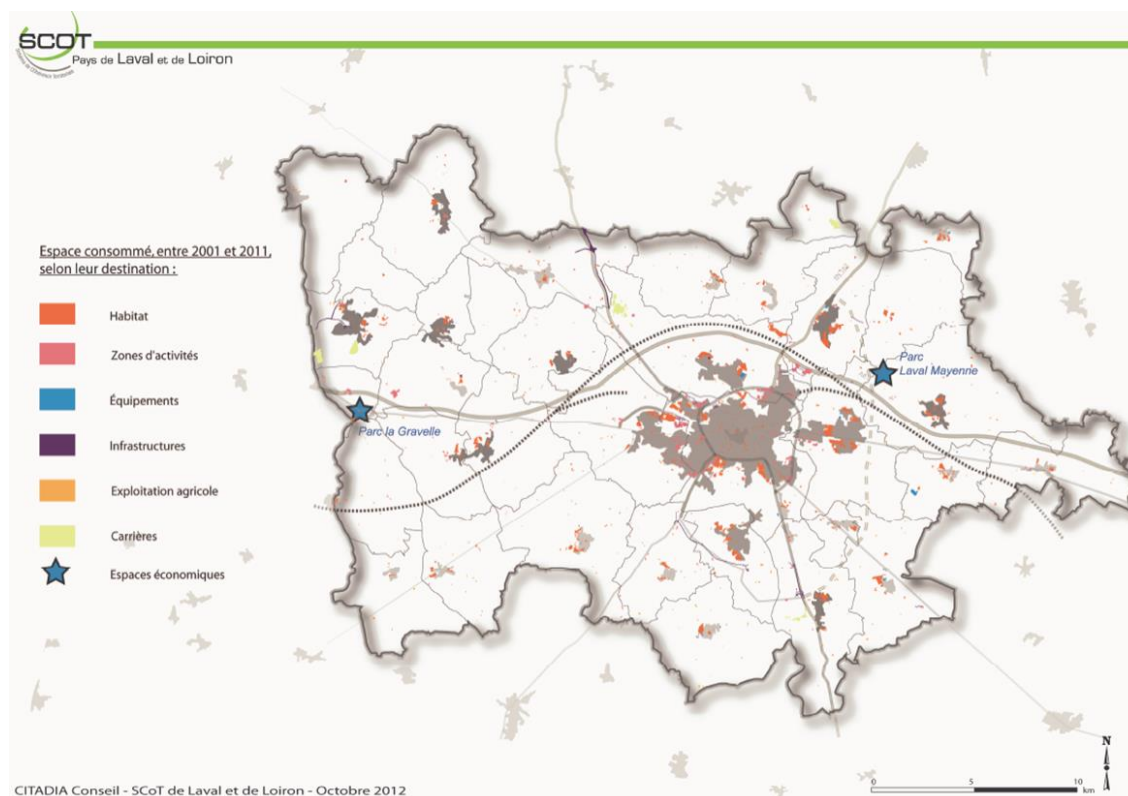 SCOT
Pays de Laval et de Loiron
Espace consommé, entre 2001 et 2011,
selon leur destination :
Habitat
Zones d'activités
Équipements
Infrastructures
Exploitation agricole
Carrières
Espaces économiques
Parc
Laval Mayenne
Parc la Gravelle
N
0 5 10
km
CITADIA Conseil - SCoT de Laval et de Loiron - Octobre 2012